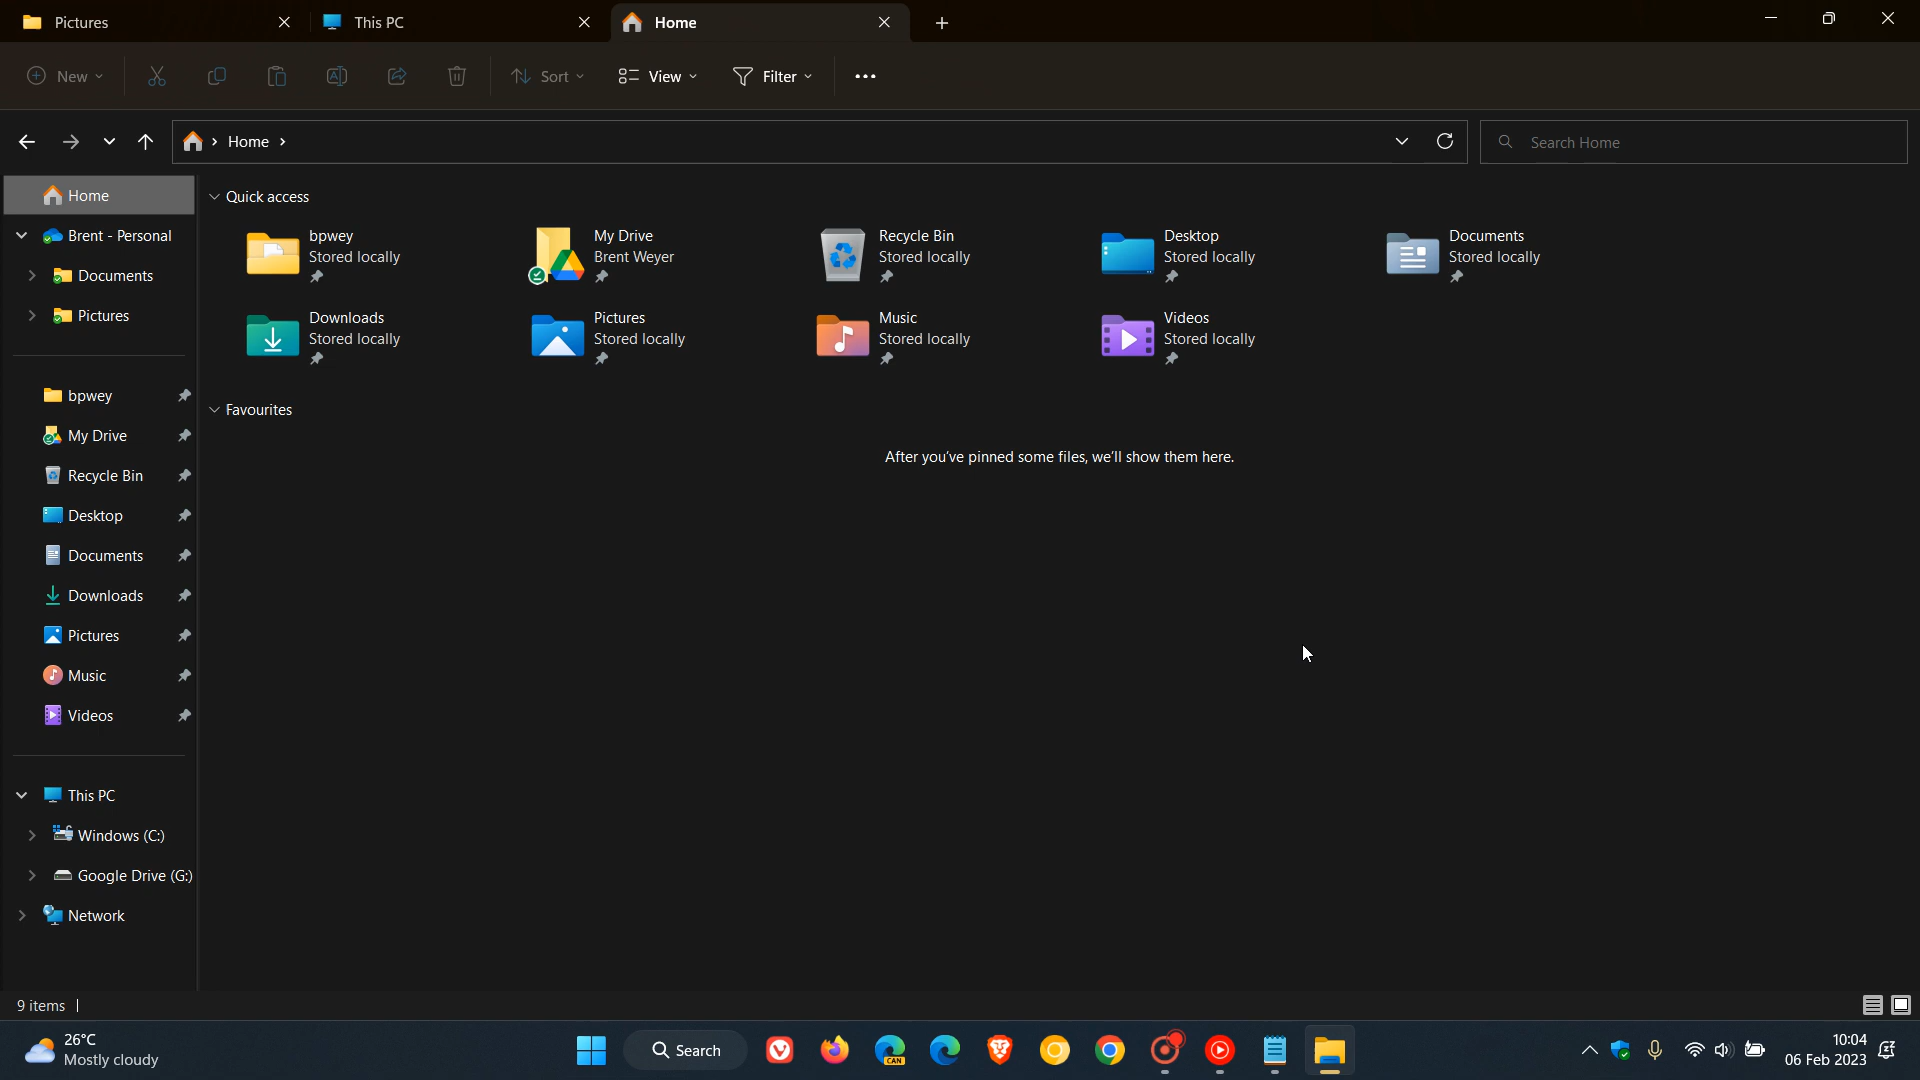 Pictures
This PC
Home
New
Sort
View
Filter
Home
Search Home
Home
Brent - Personal
Documents
Pictures
bpwey
My Drive
Recycle Bin
Desktop
Documents
Downloads
Pictures
Music
Videos
This PC
Windows (C:)
Google Drive (G:)
Network
Quick access
bpwey
Stored locally
My Drive
Brent Weyer
Recycle Bin
Stored locally
Desktop
Stored locally
Documents
Stored locally
Downloads
Stored locally
Pictures
Stored locally
Music
Stored locally
Videos
Stored locally
Favourites
After you've pinned some files, we'll show them here.
9 items
26°C
Mostly cloudy
Search
CAN
10:04
06 Feb 2023